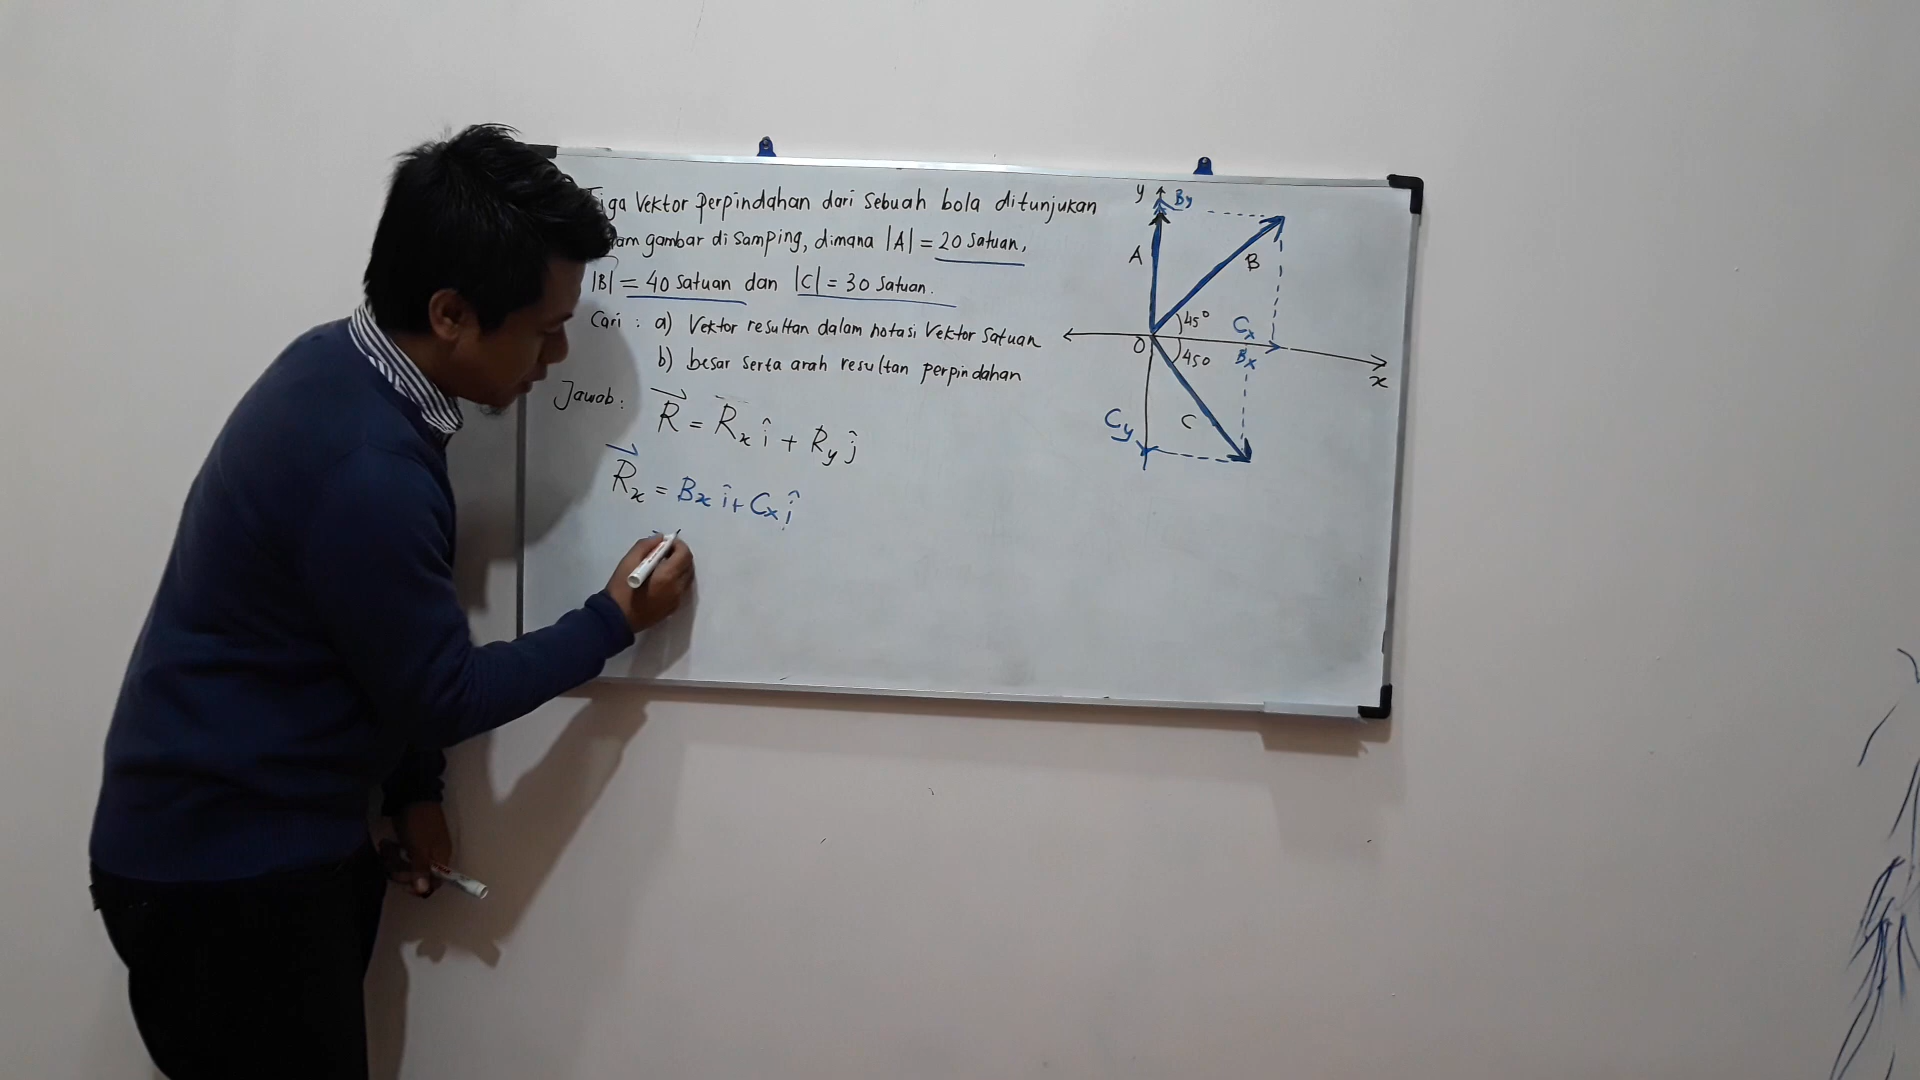 Tiga Vektor perpindahan dari Sebuah bola ditunjukan
gambar di Samping, dimana |A| = 20 Satuan,
|B| = 40 Satuan dan |C| = 30 Satuan.
Cari : a) Vektor resultan dalam notasi Vektor Satuan
b) besar serta arah resultan perpindahan
Jawab :
R = Rx î + Ry ĵ
Rx = Bx î + Cx î
y
By
A
B
45°
Cx
O
450
Bx
x
Cy
C